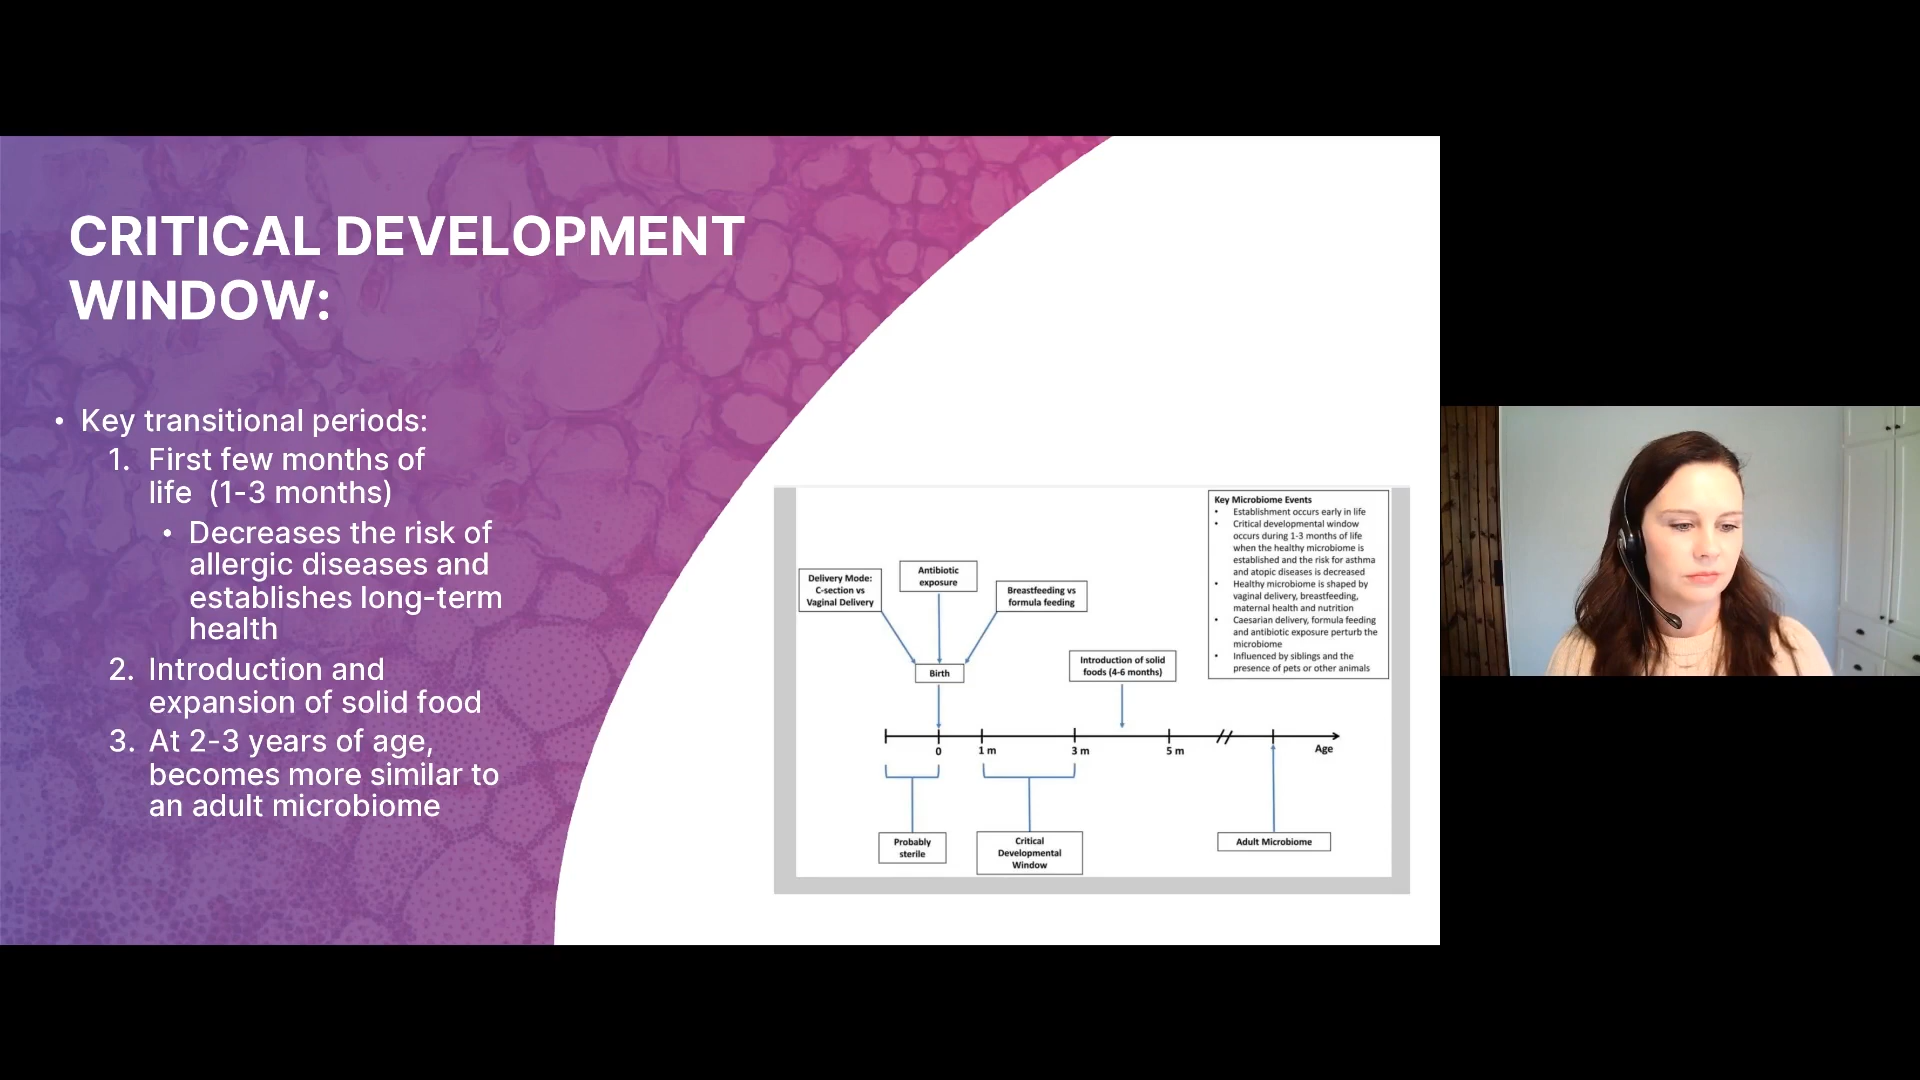 CRITICAL DEVELOPMENT
WINDOW:
• Key transitional periods:
1. First few months of
life (1-3 months)
• Decreases the risk of
allergic diseases and
establishes long-term
health
2. Introduction and
expansion of solid food
3. At 2-3 years of age,
becomes more similar to
an adult microbiome
Key Microbiome Events
• Establishment occurs early in life
• Critical developmental window
occurs during 1-3 months of life
when the healthy microbiome is
established and the risk for asthma
and atopic diseases is decreased
• Healthy microbiome is shaped by
vaginal delivery, breastfeeding,
maternal health and nutrition
• Caesarian delivery, formula feeding
and antibiotic exposure perturb the
microbiome
• Influenced by siblings and the
presence of pets or other animals
Delivery Mode:
C-section vs
Vaginal Delivery
Antibiotic
exposure
Breastfeeding vs
formula feeding
Birth
Introduction of solid
foods (4-6 months)
0
1 m
3 m
5 m
Age
Probably
sterile
Critical
Developmental
Window
Adult Microbiome